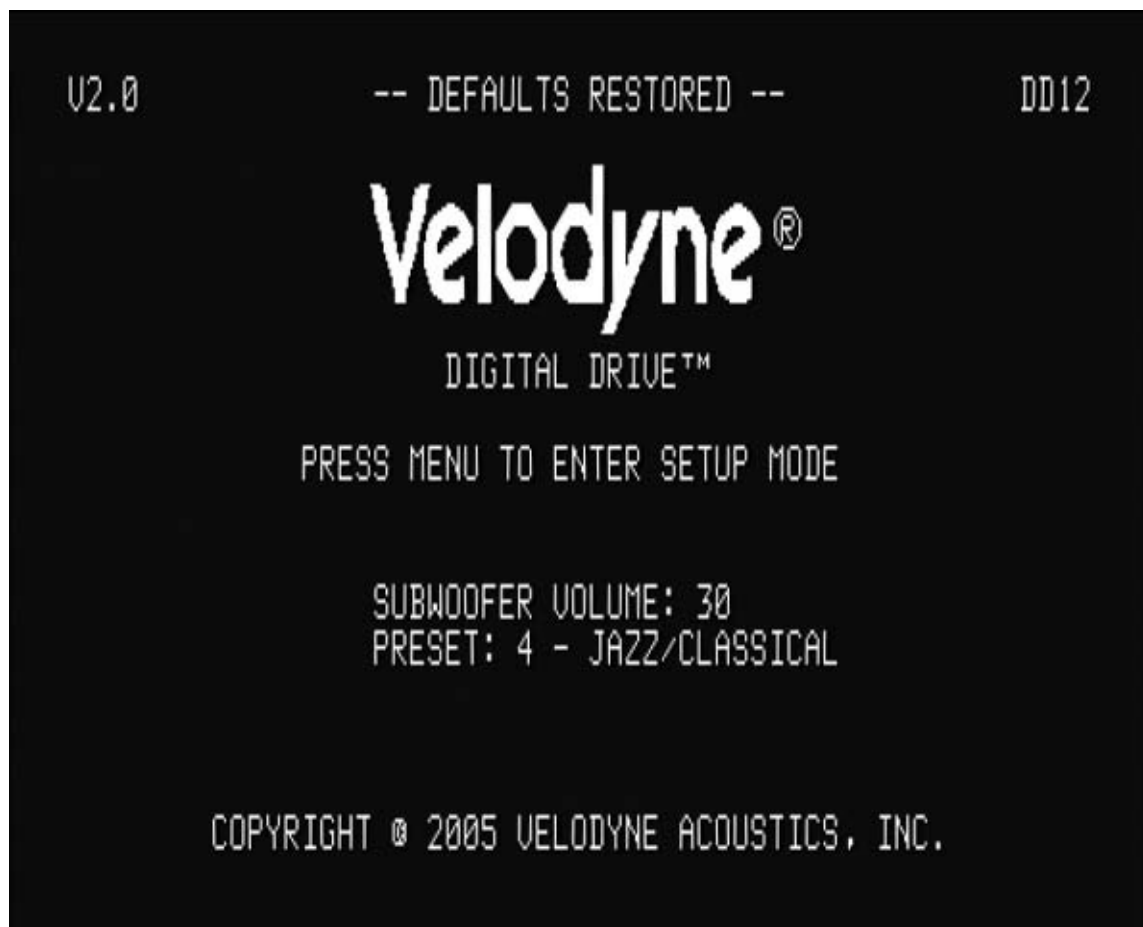 V2.0 -- DEFAULTS RESTORED -- DD12
Velodyne®
DIGITAL DRIVE™
PRESS MENU TO ENTER SETUP MODE
SUBWOOFER VOLUME: 30
PRESET: 4 - JAZZ/CLASSICAL
COPYRIGHT © 2005 VELODYNE ACOUSTICS, INC.